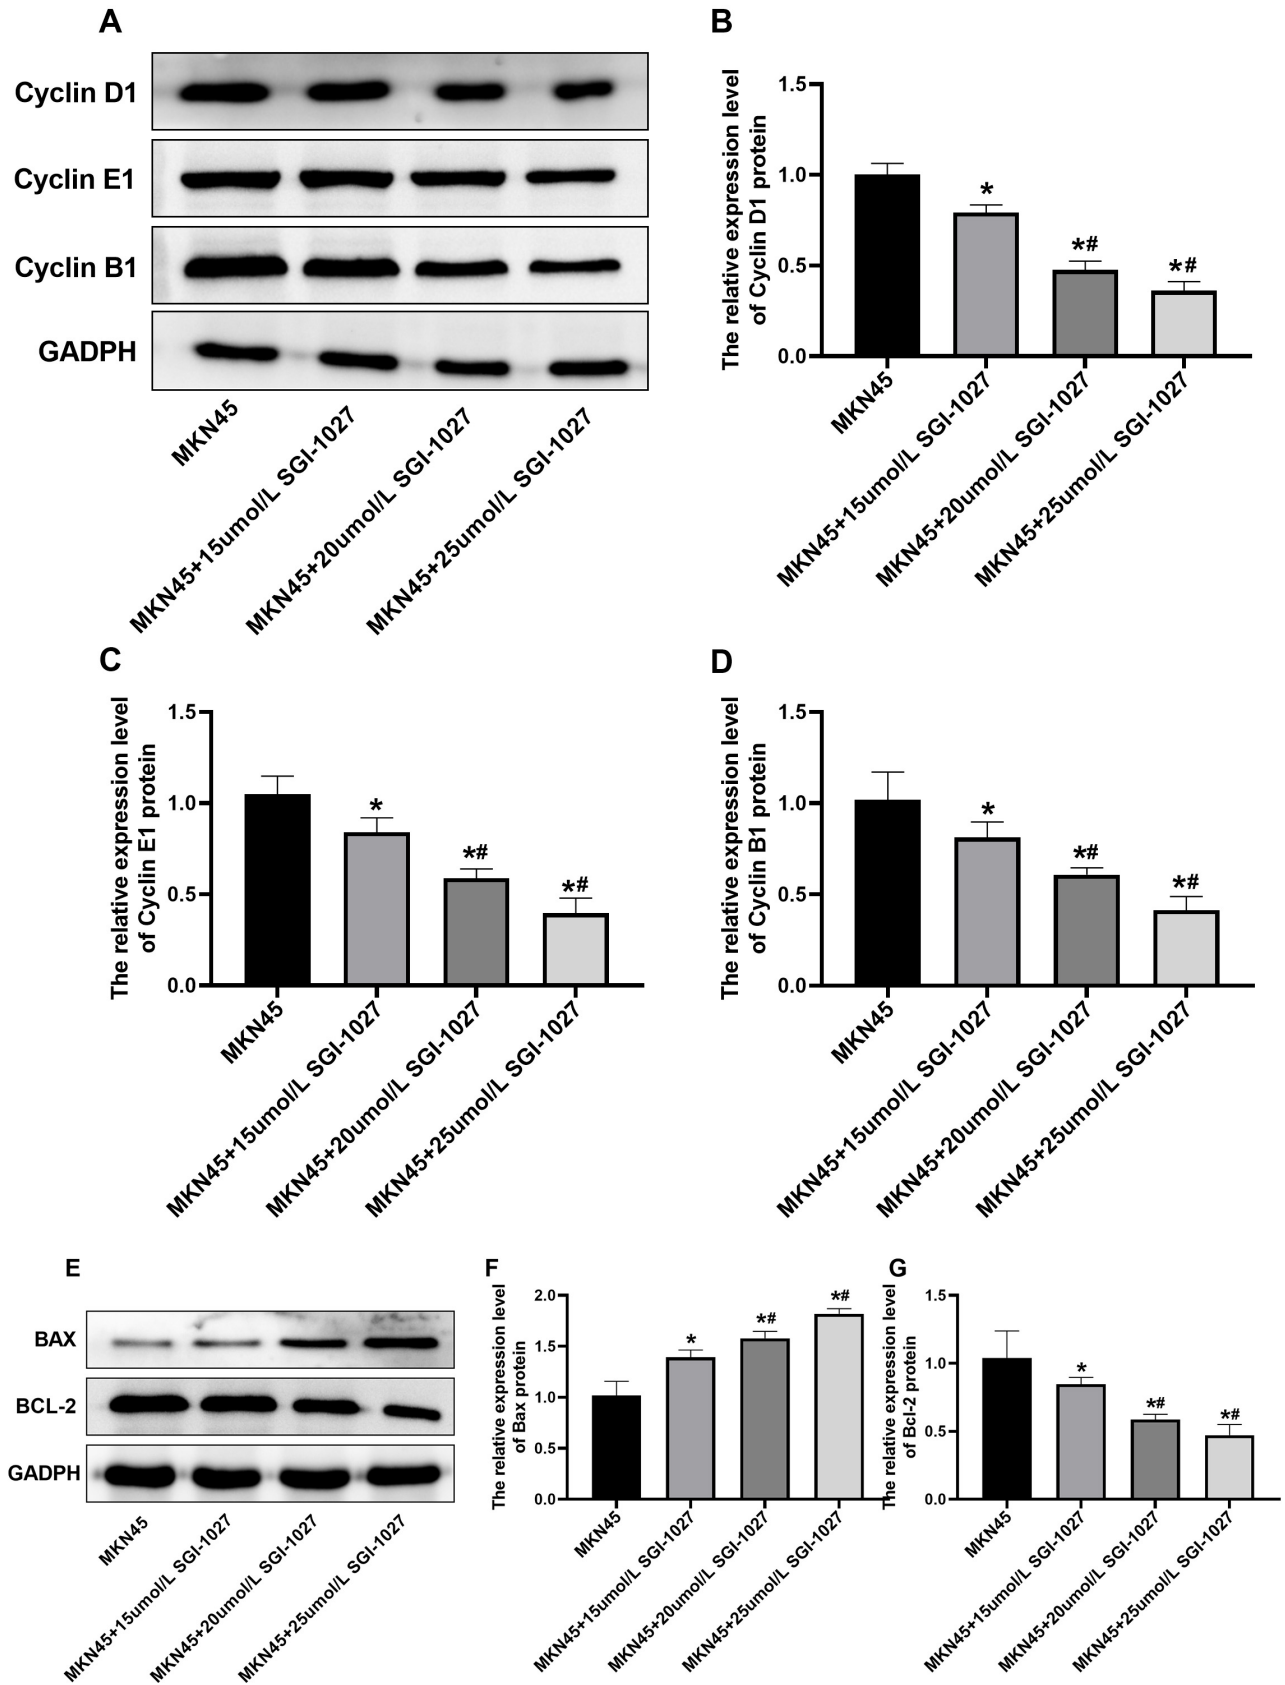 A
Cyclin D1
Cyclin E1
Cyclin B1
GADPH
MKN45
MKN45+15umol/L SGI-1027
MKN45+20umol/L SGI-1027
MKN45+25umol/L SGI-1027
B
The relative expression level
of Cyclin D1 protein
1.5
1.0
0.5
0.0
*
*#
*#
MKN45
MKN45+15umol/L SGI-1027
MKN45+20umol/L SGI-1027
MKN45+25umol/L SGI-1027
C
The relative expression level
of Cyclin E1 protein
1.5
1.0
0.5
0.0
*
*#
*#
MKN45
MKN45+15umol/L SGI-1027
MKN45+20umol/L SGI-1027
MKN45+25umol/L SGI-1027
D
The relative expression level
of Cyclin B1 protein
1.5
1.0
0.5
0.0
*
*#
*#
MKN45
MKN45+15umol/L SGI-1027
MKN45+20umol/L SGI-1027
MKN45+25umol/L SGI-1027
E
BAX
BCL-2
GADPH
MKN45
MKN45+15umol/L SGI-1027
MKN45+20umol/L SGI-1027
MKN45+25umol/L SGI-1027
F
The relative expression level
of Bax protein
2.0
1.5
1.0
0.5
0.0
*
*#
*#
MKN45
MKN45+15umol/L SGI-1027
MKN45+20umol/L SGI-1027
MKN45+25umol/L SGI-1027
G
The relative expression level
of Bcl-2 protein
1.5
1.0
0.5
0.0
*
*#
*#
MKN45
MKN45+15umol/L SGI-1027
MKN45+20umol/L SGI-1027
MKN45+25umol/L SGI-1027